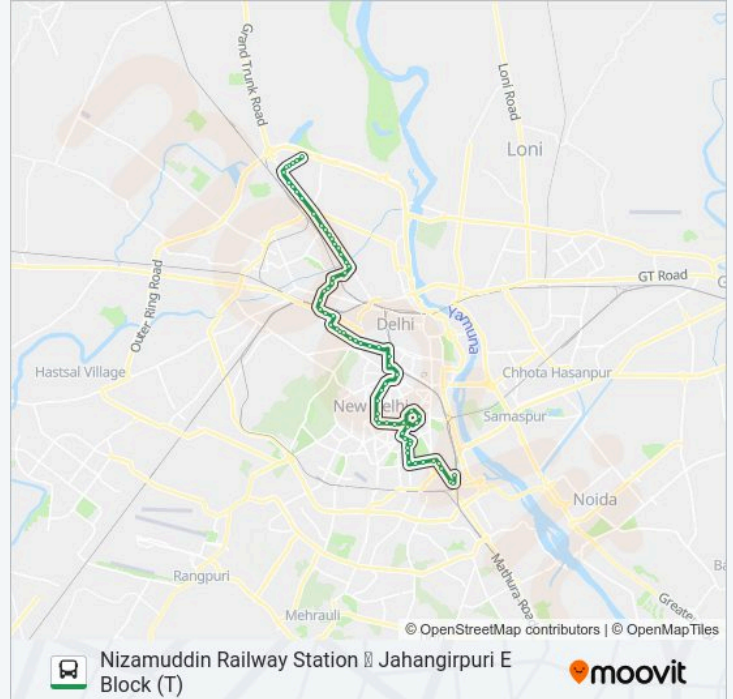 Grand Trunk Road
Loni Road
Loni
Outer Ring Road
GT Road
Yamuna
Delhi
Hastsal Village
Chhota Hasanpur
New Delhi
Samaspur
Noida
Mathura Road
Rangpuri
Mehrauli
Greate
© OpenStreetMap contributors | © OpenMapTiles
Nizamuddin Railway Station Jahangirpuri E
Block (T)
moovit